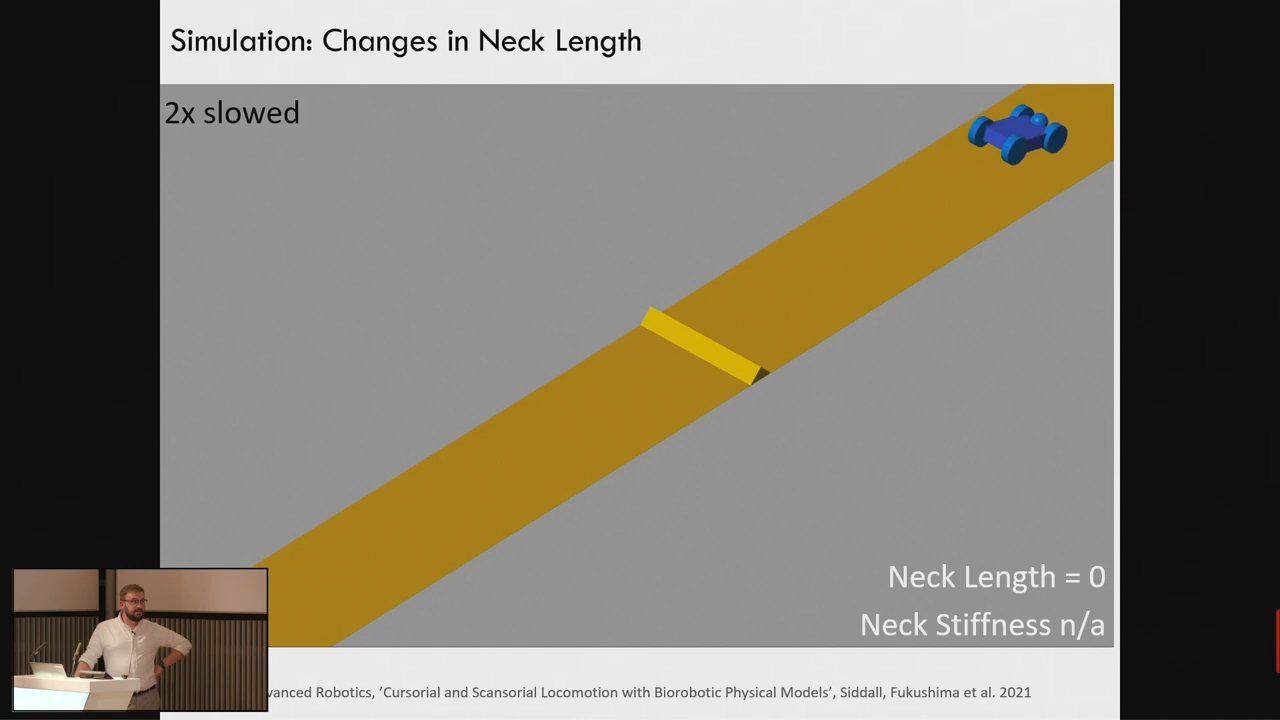 Simulation: Changes in Neck Length
2x slowed
Neck Length = 0
Neck Stiffness n/a
Robotics, ’Cursorial and Scansorial Locomotion with Biorobotic Physical Models’, Siddall, Fukushima et al. 2021